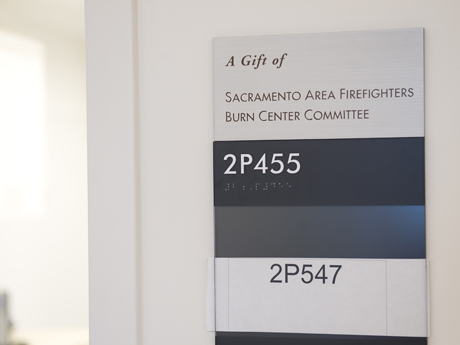 A Gift of
Sacramento Area Firefighters
Burn Center Committee
2P455
2P547